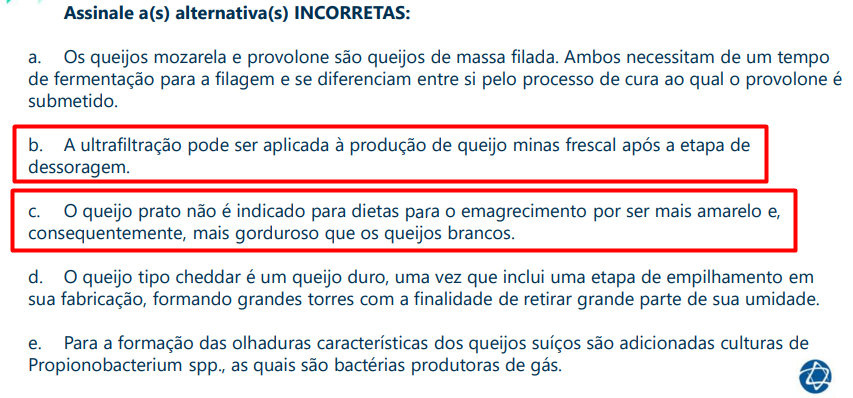 Assinale a(s) alternativa(s) INCORRETAS:
a. Os queijos mozarela e provolone são queijos de massa filada. Ambos necessitam de um tempo
de fermentação para a filagem e se diferenciam entre si pelo processo de cura ao qual o provolone é
submetido.
b. A ultrafiltração pode ser aplicada à produção de queijo minas frescal após a etapa de
dessoragem.
c. O queijo prato não é indicado para dietas para o emagrecimento por ser mais amarelo e,
consequentemente, mais gorduroso que os queijos brancos.
d. O queijo tipo cheddar é um queijo duro, uma vez que inclui uma etapa de empilhamento em
sua fabricação, formando grandes torres com a finalidade de retirar grande parte de sua umidade.
e. Para a formação das olhaduras características dos queijos suíços são adicionadas culturas de
Propionobacterium spp., as quais são bactérias produtoras de gás.